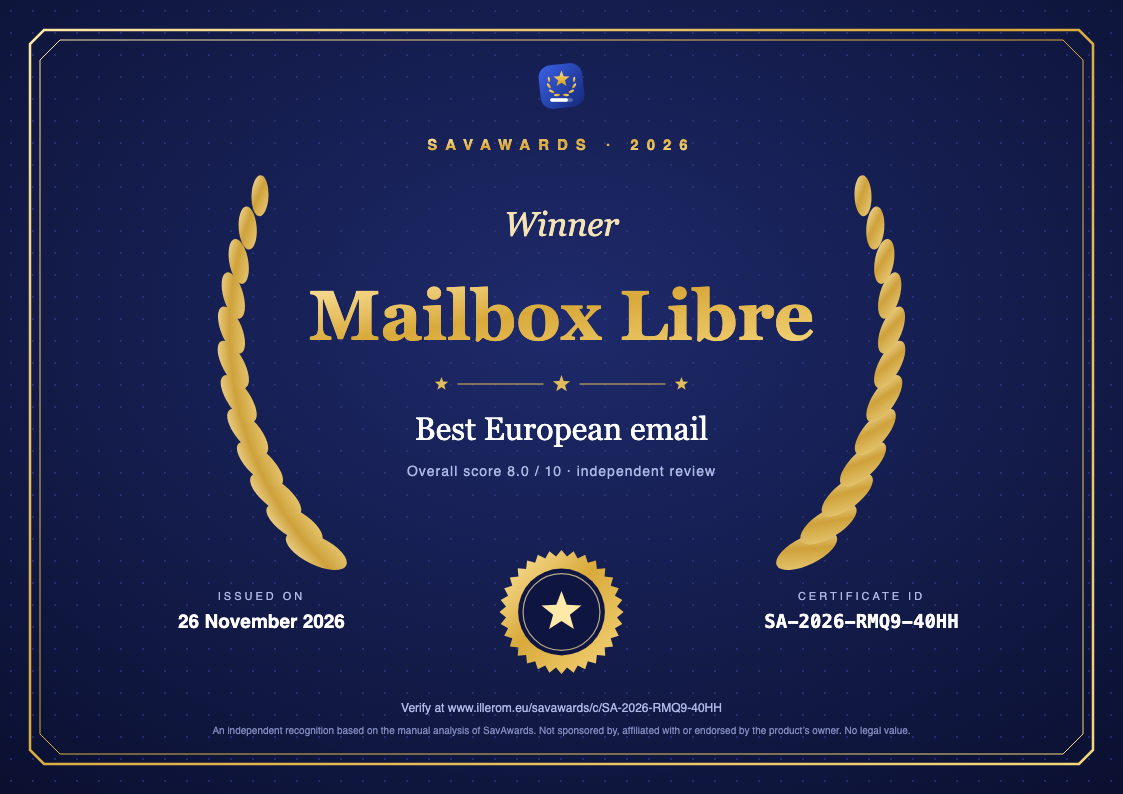 SAVAWARDS · 2026
Winner
Mailbox Libre
Best European email
Overall score 8.0 / 10 · independent review
ISSUED ON
26 November 2026
CERTIFICATE ID
SA-2026-RMQ9-40HH
Verify at www.illerom.eu/savawards/c/SA-2026-RMQ9-40HH
An independent recognition based on the manual analysis of SavAwards. Not sponsored by, affiliated with or endorsed by the product's owner. No legal value.